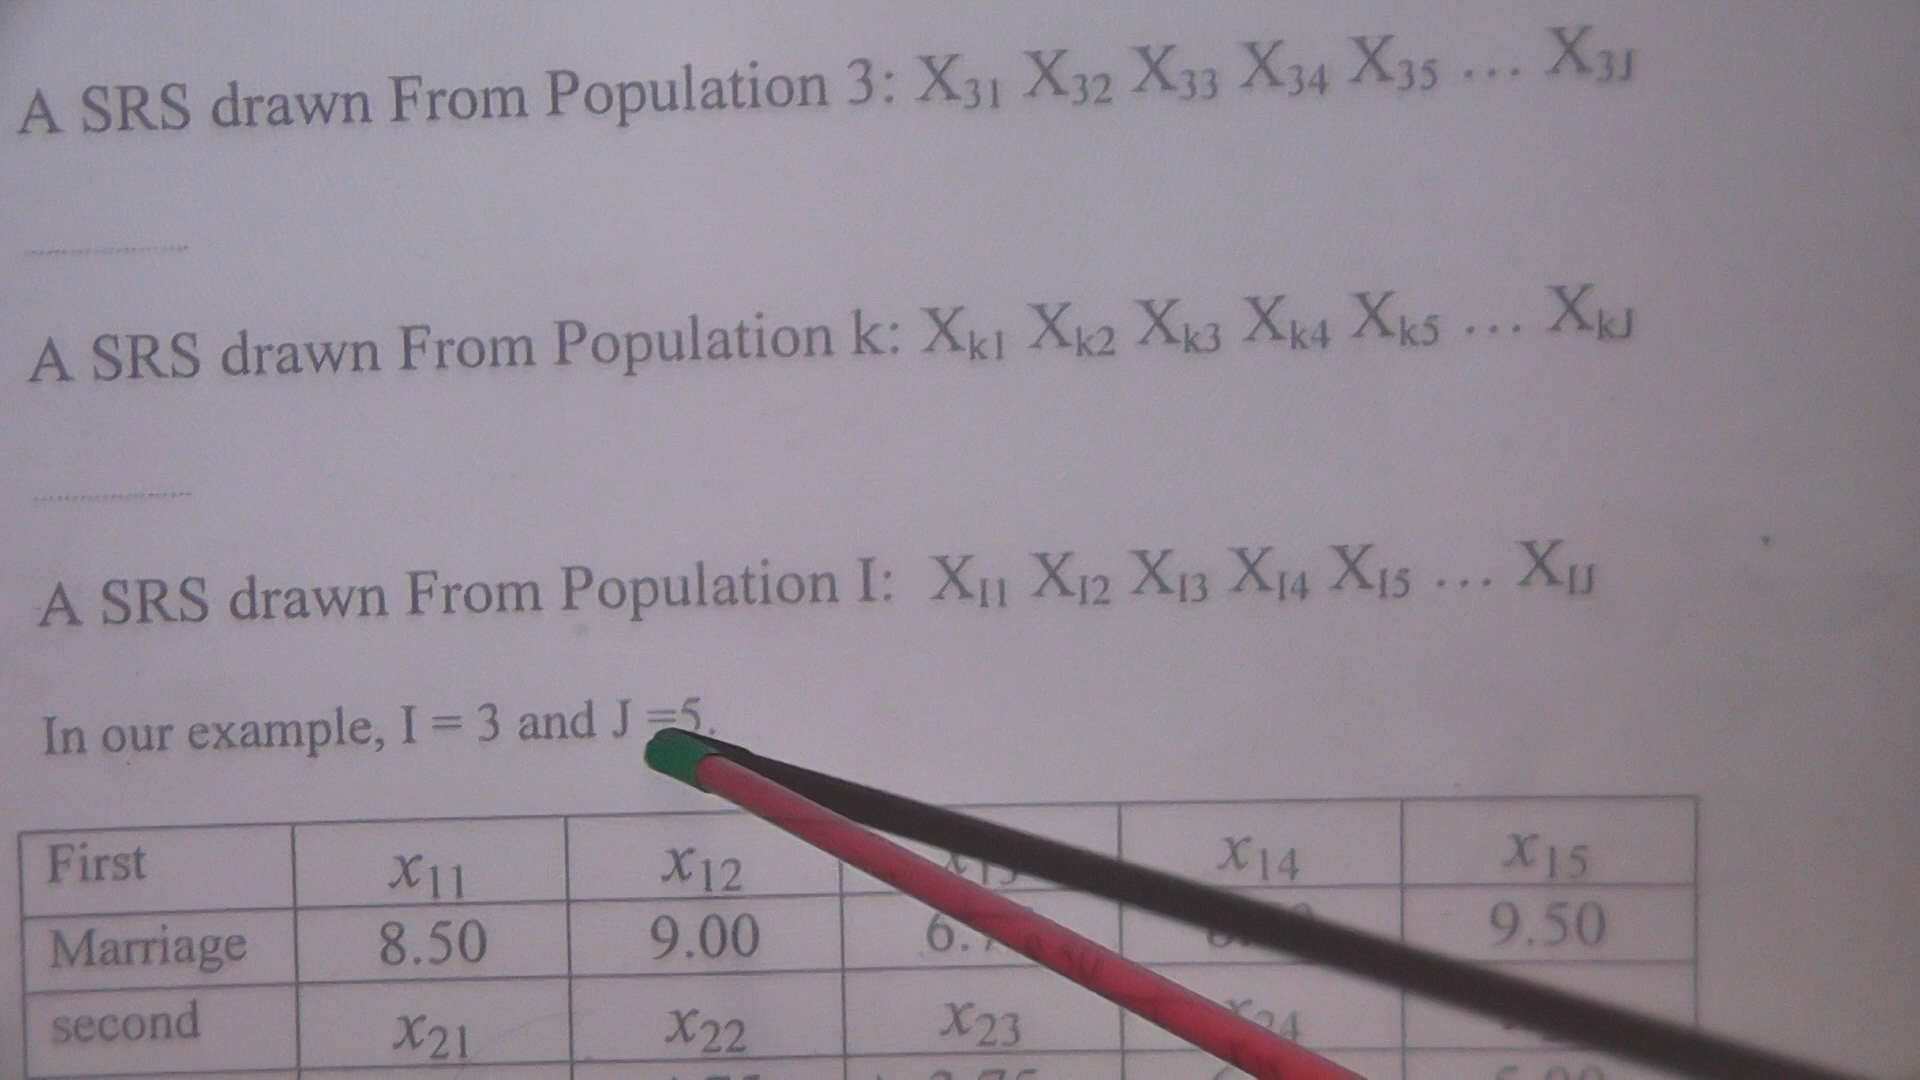 A SRS drawn From Population 3: X31 X32 X33 X34 X35 ... X3J
A SRS drawn From Population k: Xk1 Xk2 Xk3 Xk4 Xk5 ... XkJ
A SRS drawn From Population I: XI1 XI2 XI3 XI4 XI5 ... XIJ
In our example, I = 3 and J =5.
First x11 x12 x14 x15
Marriage 8.50 9.00 9.50
second x21 x22 x23